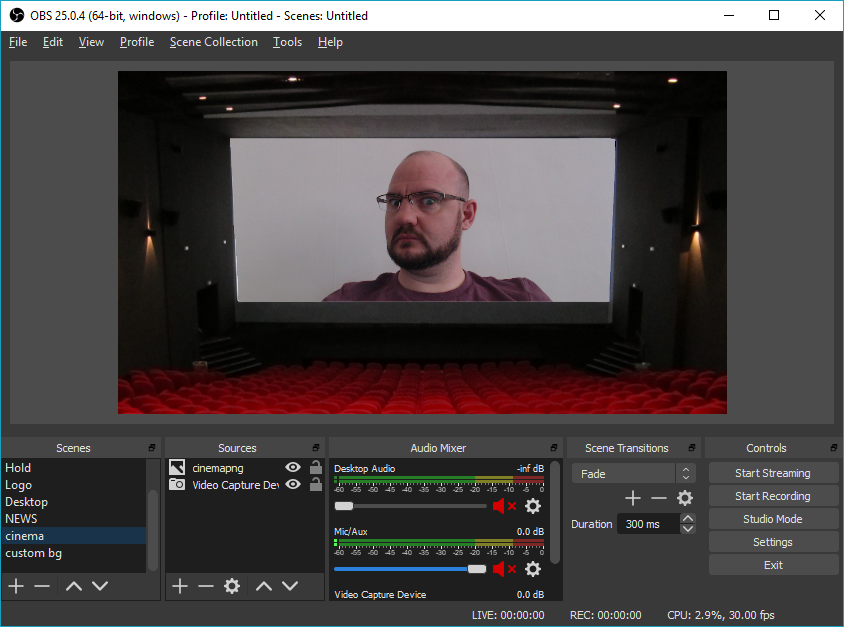 OBS 25.0.4 (64-bit, windows) - Profile: Untitled - Scenes: Untitled
File Edit View Profile Scene Collection Tools Help
Scenes
Hold
Logo
Desktop
NEWS
cinema
custom bg
Sources
cinemapng
Video Capture Dev
Audio Mixer
Desktop Audio -inf dB
-60 -55 -50 -45 -40 -35 -30 -25 -20 -15 -10 -5 0
Mic/Aux 0.0 dB
-60 -55 -50 -45 -40 -35 -30 -25 -20 -15 -10 -5 0
Video Capture Device 0.0 dB
Scene Transitions
Fade
Duration 300 ms
Controls
Start Streaming
Start Recording
Studio Mode
Settings
Exit
LIVE: 00:00:00 REC: 00:00:00 CPU: 2.9%, 30.00 fps